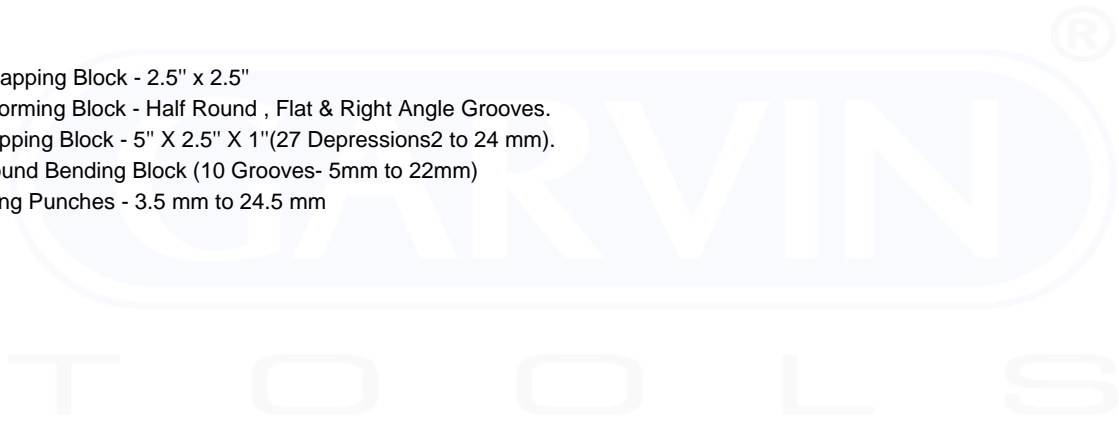 apping Block - 2.5" x 2.5"
orming Block - Half Round , Flat & Right Angle Grooves.
pping Block - 5" X 2.5" X 1"(27 Depressions2 to 24 mm).
ound Bending Block (10 Grooves- 5mm to 22mm)
ng Punches - 3.5 mm to 24.5 mm
GARVIN
®
TOOLS